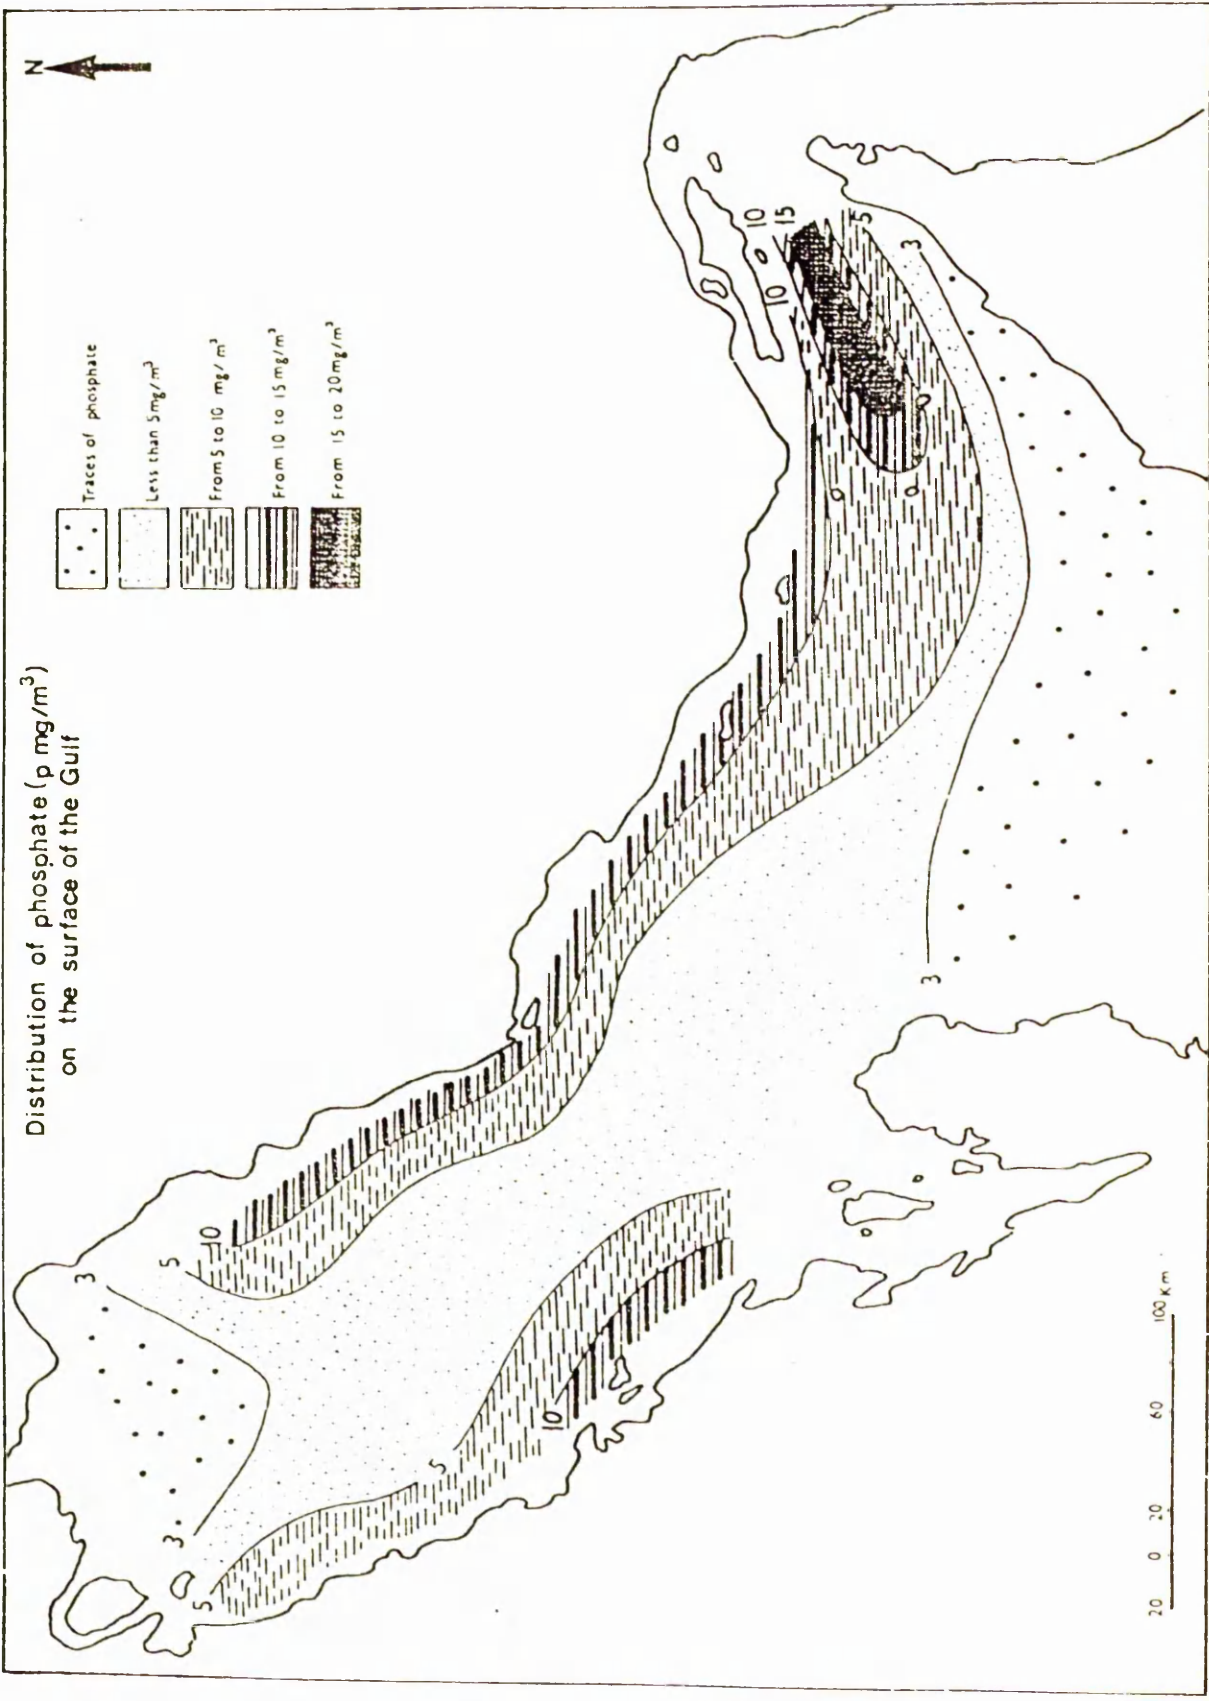 Distribution of phosphate (p mg/m³)
on the surface of the Gulf
N
Traces of phosphate
Less than 5mg/m³
From 5 to 10 mg/m³
From 10 to 15 mg/m³
From 15 to 20mg/m³
3
5
10
3
5
5
10
3
10
10
15
5
3
20 0 20 60 100 Km